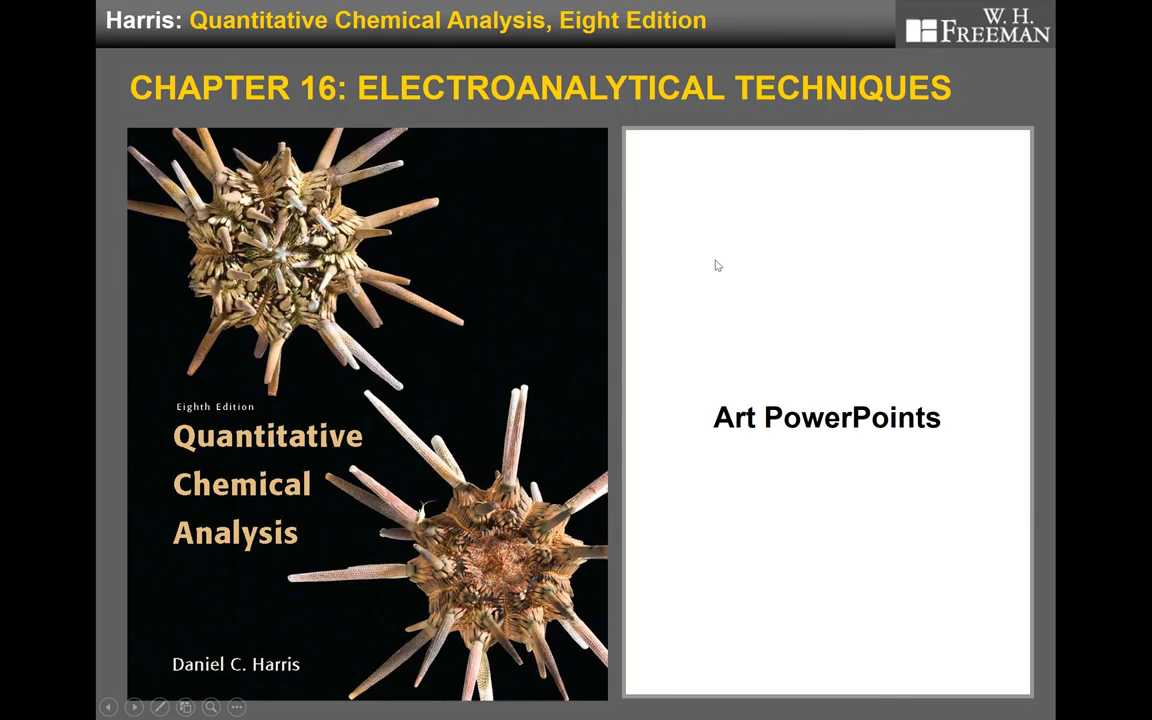 Harris: Quantitative Chemical Analysis, Eight Edition
W. H.
FREEMAN
CHAPTER 16: ELECTROANALYTICAL TECHNIQUES
Eighth Edition
Quantitative
Chemical
Analysis
Daniel C. Harris
Art PowerPoints